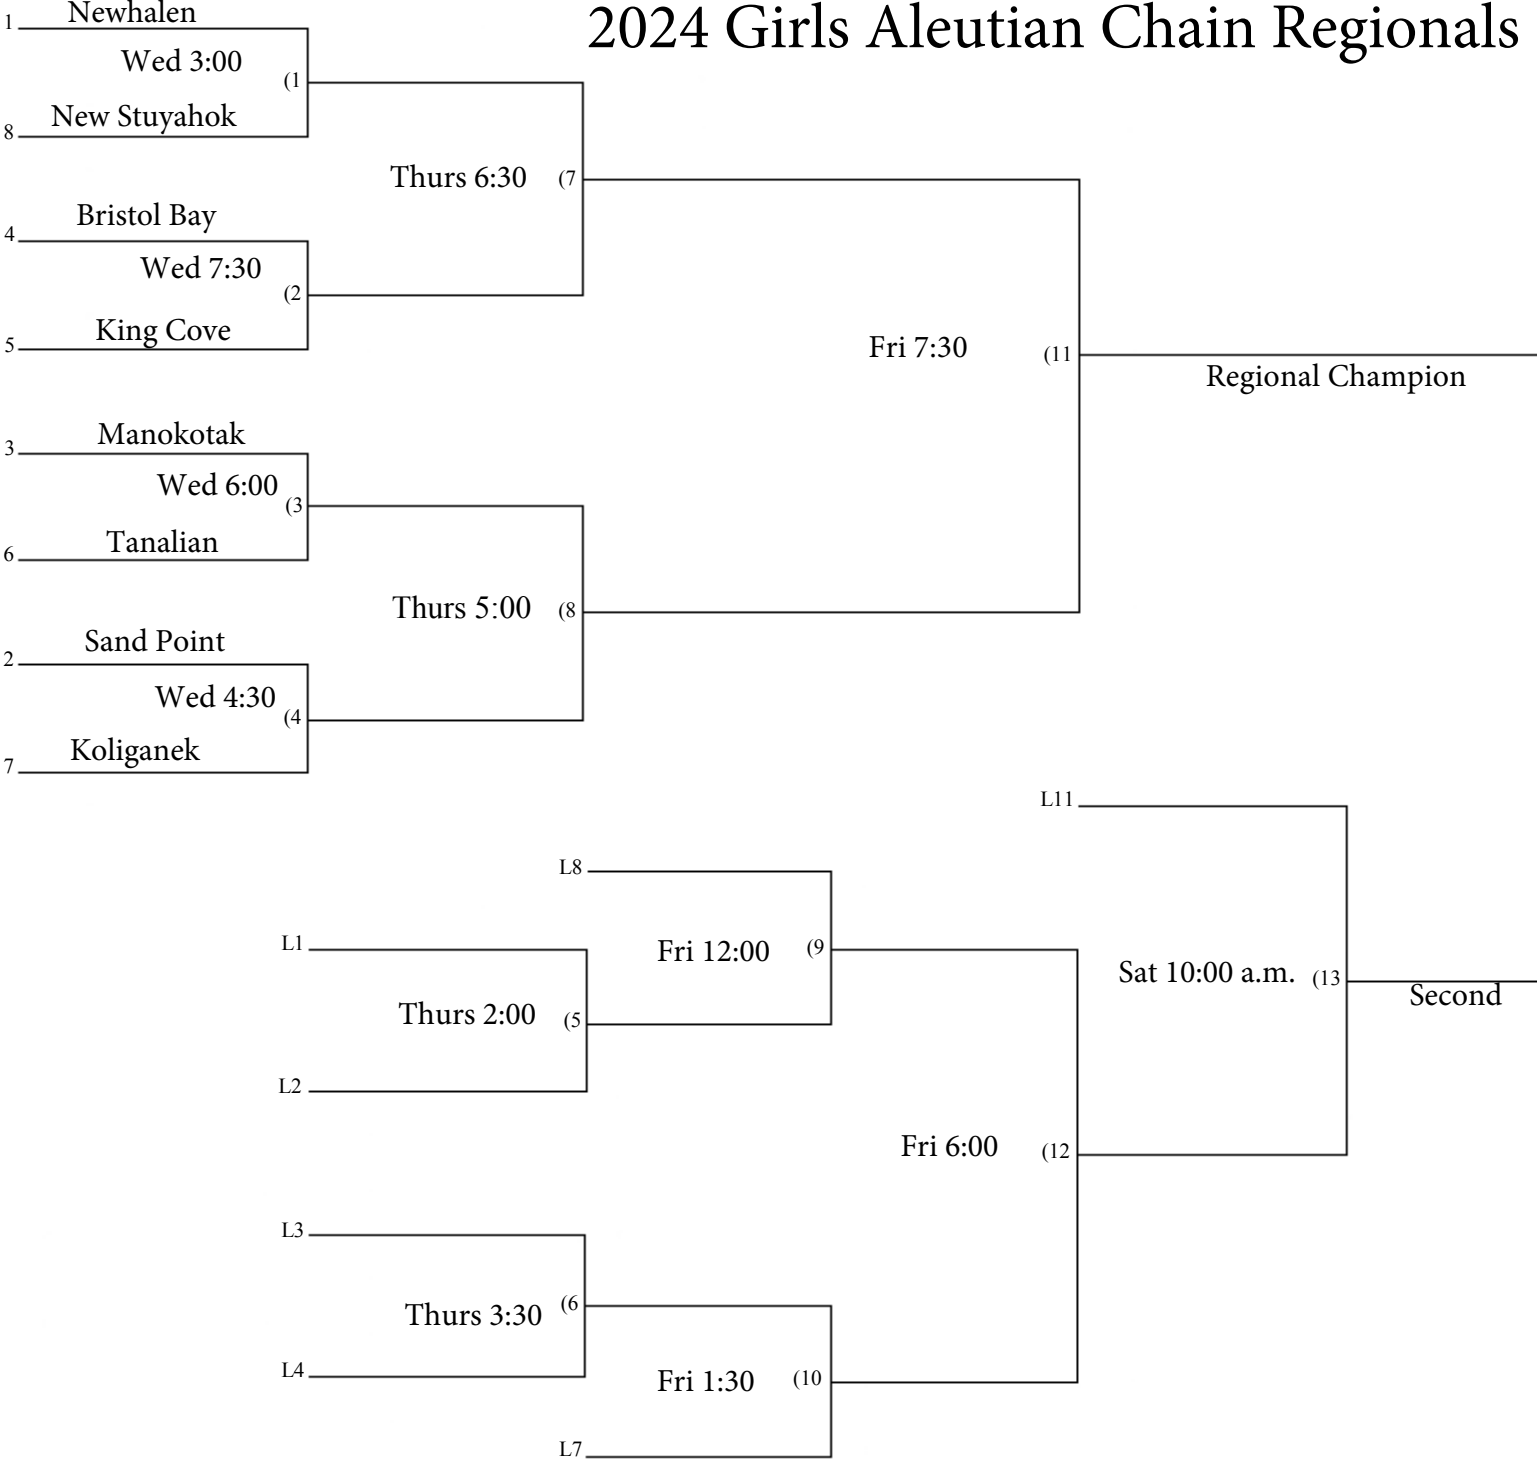 2024 Girls Aleutian Chain Regionals
1
Newhalen
Wed 3:00
(1
8
New Stuyahok
Thurs 6:30
(7
4
Bristol Bay
Wed 7:30
(2
5
King Cove
Fri 7:30
(11
Regional Champion
3
Manokotak
Wed 6:00
(3
6
Tanalian
Thurs 5:00
(8
2
Sand Point
Wed 4:30
(4
7
Koliganek
L11
L8
L1
Fri 12:00
(9
Sat 10:00 a.m.
(13
Second
Thurs 2:00
(5
L2
Fri 6:00
(12
L3
Thurs 3:30
(6
L4
Fri 1:30
(10
L7